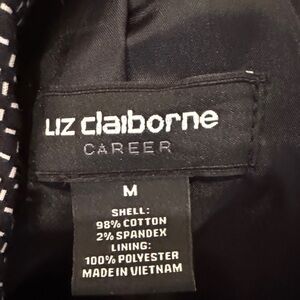 LIZ claiborne
CAREER
M
SHELL:
98% COTTON
2% SPANDEX
LINING:
100% POLYESTER
MADE IN VIETNAM